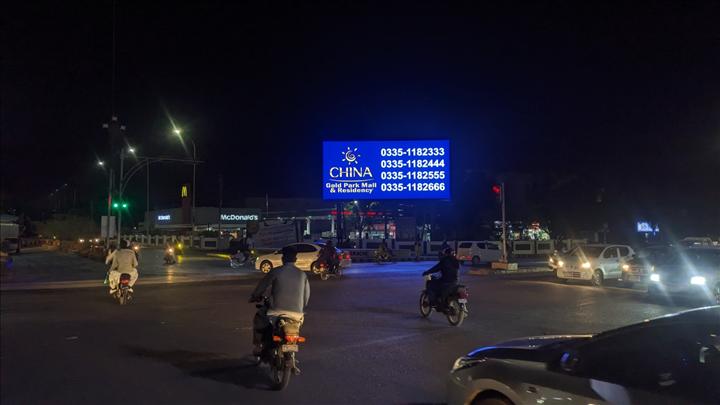 CHINA
Gold Park Mall
& Residency
0335-1182333
0335-1182444
0335-1182555
0335-1182666
McDonald's